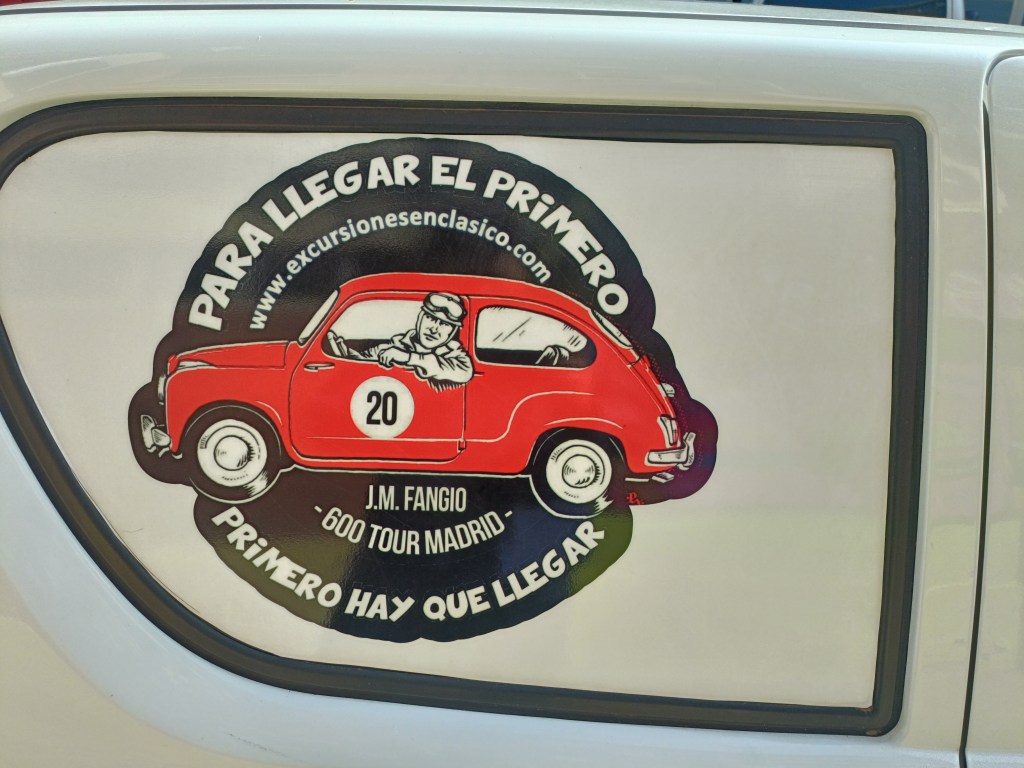 PARA LLEGAR EL PRiMERO
www.excursionesenclasico.com
20
J.M. FANGIO
- 600 TOUR MADRID -
PRiMERO HAY QUE LLEGAR